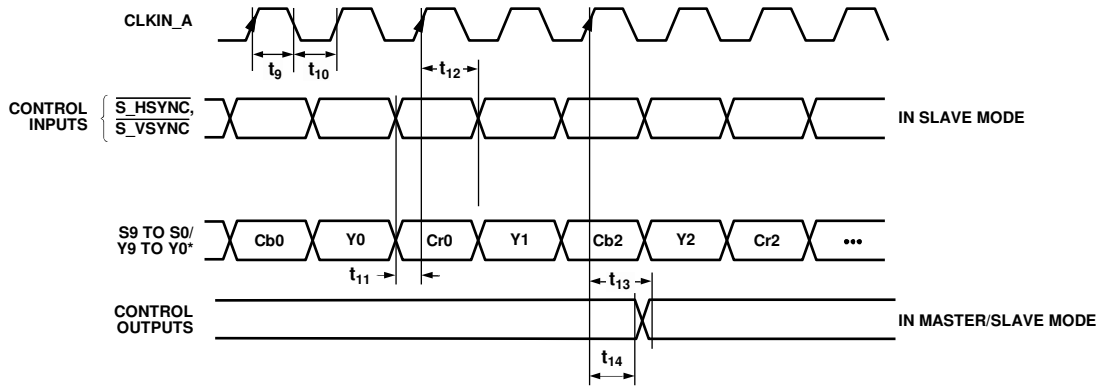 CLKIN_A
t9
t10
t12
CONTROL
INPUTS
S_HSYNC,
S_VSYNC
IN SLAVE MODE
S9 TO S0/
Y9 TO Y0*
Cb0
Y0
Cr0
Y1
Cb2
Y2
Cr2
•••
t11
t13
CONTROL
OUTPUTS
IN MASTER/SLAVE MODE
t14